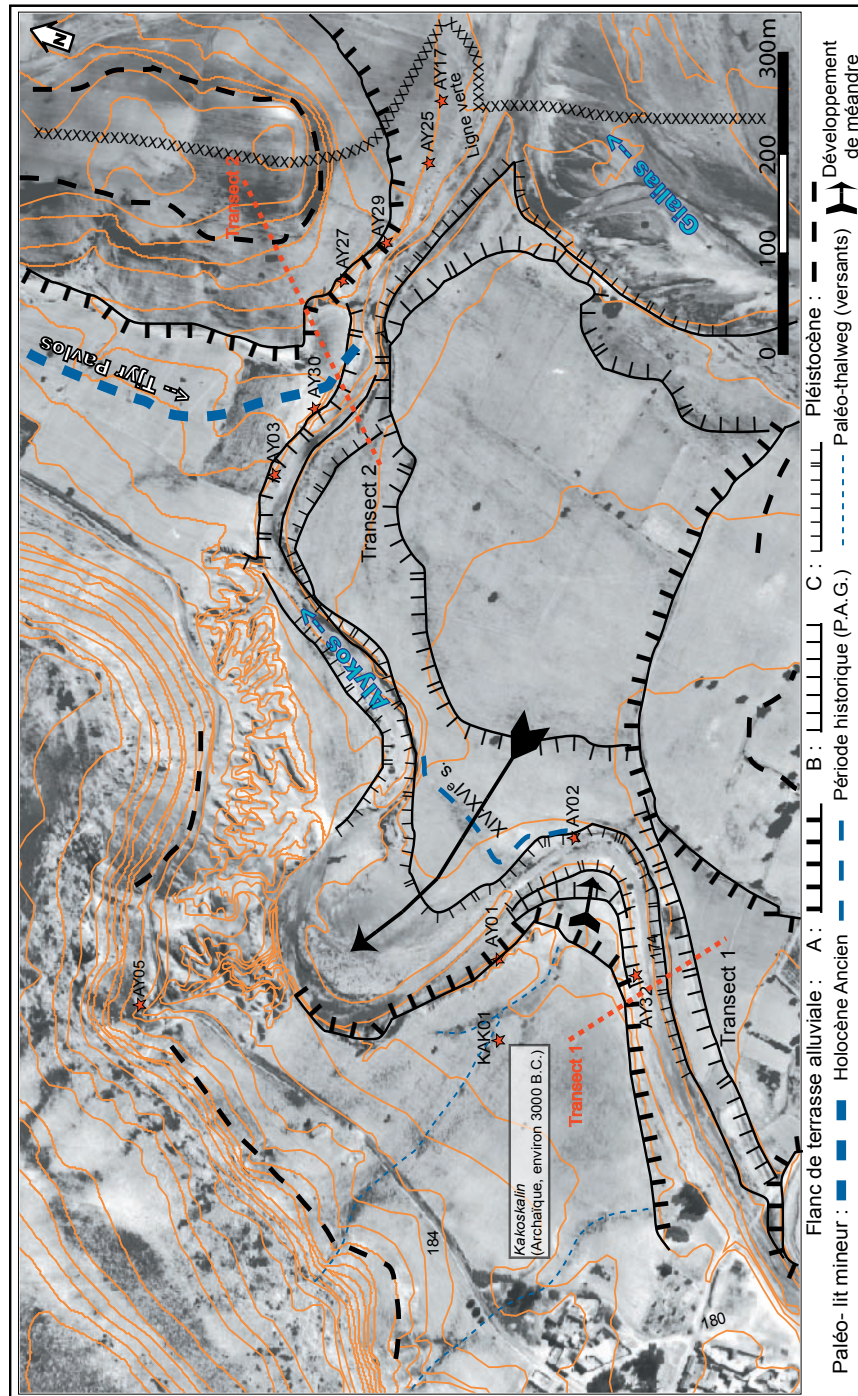 N
AY05
184
Kakoskalin
(Archaïque, environ 3000 B.C.)
KAK01
AY01
XIV/XVIᵉ s.
AY02
Alykos -->
AY03
AY30
<-- Tjyr Pavlos
AY27
AY29
AY25
AY17
Ligne verte
Transect 2
Transect 2
Gialias -->
Transect 1
Transect 1
174
AY32
180
0 100 200 300m
Flanc de terrasse alluviale : A : B : C : Pléistocène :
Paléo- lit mineur : Holocène Ancien Période historique (P.A.G.) Paléo-thalweg (versants) Développement
de méandre